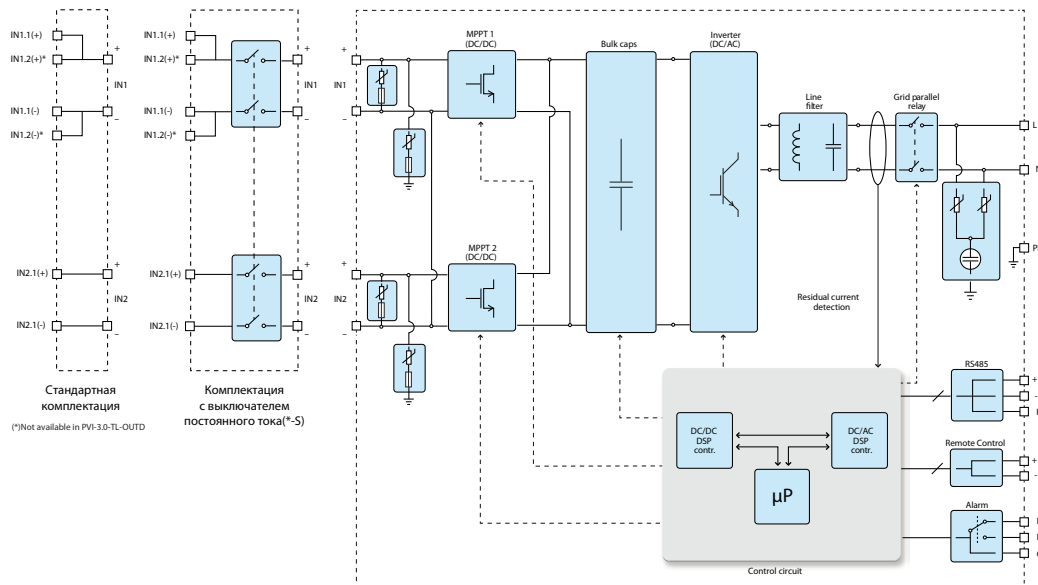 IN1.1(+)
IN1.2(+)*
+
IN1
IN1.1(-)
–
IN1.2(-)*
IN2.1(+)
+
IN2
IN2.1(-)
–
Стандартная
комплектация
(*)Not available in PVI-3.0-TL-OUTD
IN1.1(+)
IN1.2(+)*
+
IN1
IN1.1(-)
–
IN1.2(-)*
IN2.1(+)
+
IN2
IN2.1(-)
–
Комплектация
с выключателем
постоянного тока(*-S)
+
IN1
–
+
IN2
–
MPPT 1
(DC/DC)
MPPT 2
(DC/DC)
Bulk caps
Inverter
(DC/AC)
Line
filter
Grid parallel
relay
L
Residual current
detection
DC/DC
DSP
contr.
DC/AC
DSP
contr.
µP
Control circuit
RS485
+
-
Remote Control
+
-
Alarm